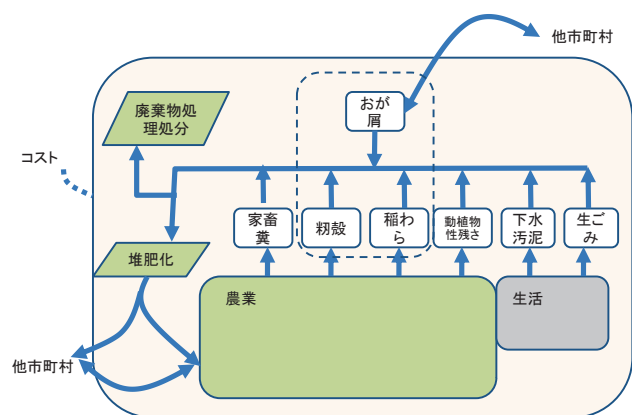 他市町村
おが
屑
廃棄物処
理処分
コスト
家畜
糞
籾殻
稲わ
ら
動植物
性残さ
下水
汚泥
生ご
み
堆肥化
農業
生活
他市町村